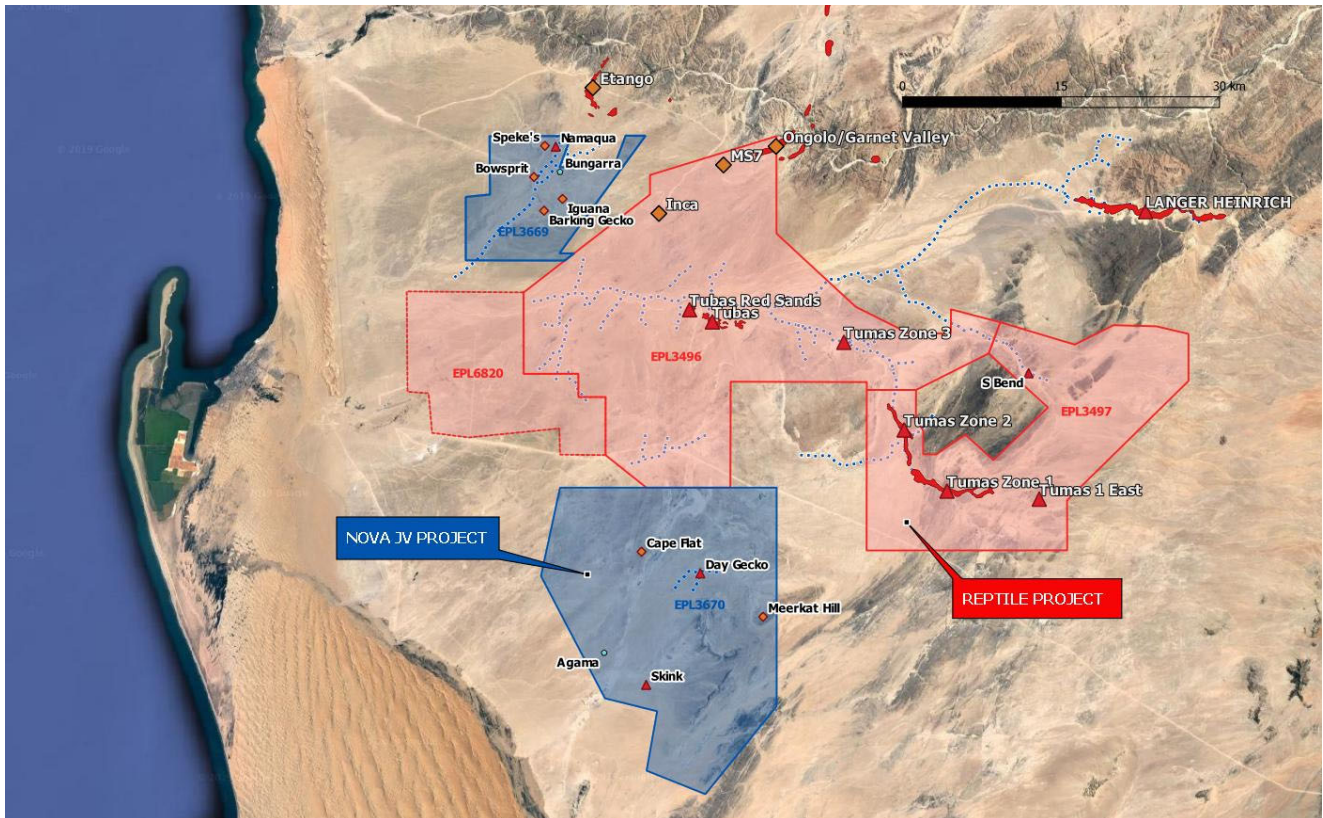 Etango
0
15
30 km
© 2019 Google
Speke's
Namaqua
Ongolo/Garnet Valley
Bungarra
MS7
Bowsprit
Iguana
Inca
LANGER HEINRICH
Barking Gecko
EPL3669
Tubas Red Sands
Tubas
Tumas Zone 3
EPL3496
EPL6820
S Bend
EPL3497
Tumas Zone 2
Tumas Zone 1
Tumas 1 East
NOVA JV PROJECT
Cape Flat
Day Gecko
REPTILE PROJECT
EPL3670
Meerkat Hill
Agama
Skink